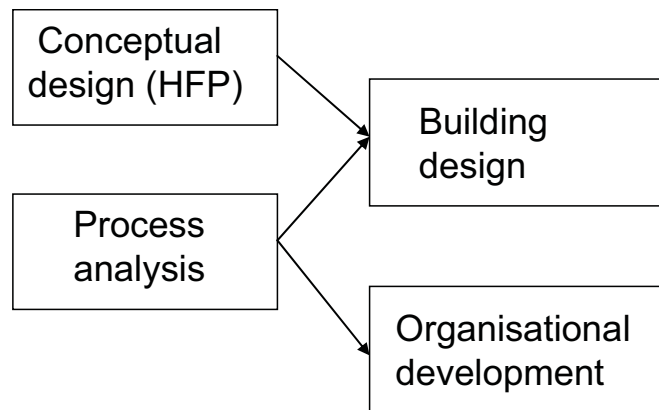 Conceptual
design (HFP)
Building
design
Process
analysis
Organisational
development